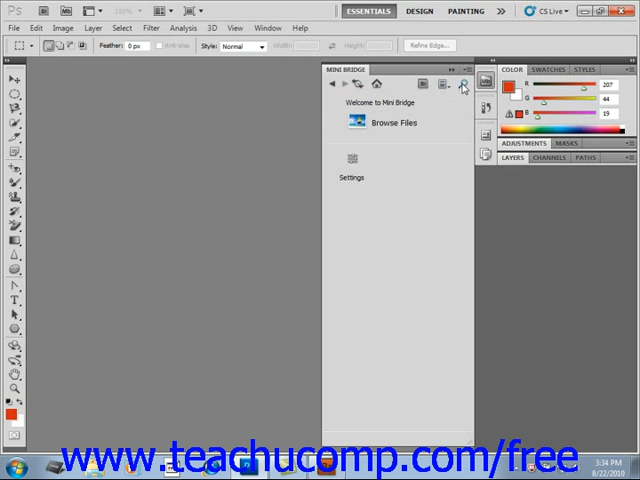 Ps Br Mb 100% ESSENTIALS DESIGN PAINTING CS Live
File Edit Image Layer Select Filter Analysis 3D View Window Help
Feather: 0 px Anti-alias Style: Normal Width: Height: Refine Edge...
MINI BRIDGE
Welcome to Mini Bridge
Browse Files
Settings
COLOR SWATCHES STYLES
R 207
G 44
B 19
ADJUSTMENTS MASKS
LAYERS CHANNELS PATHS
www.teachucomp.com/free
3:34 PM
8/22/2010